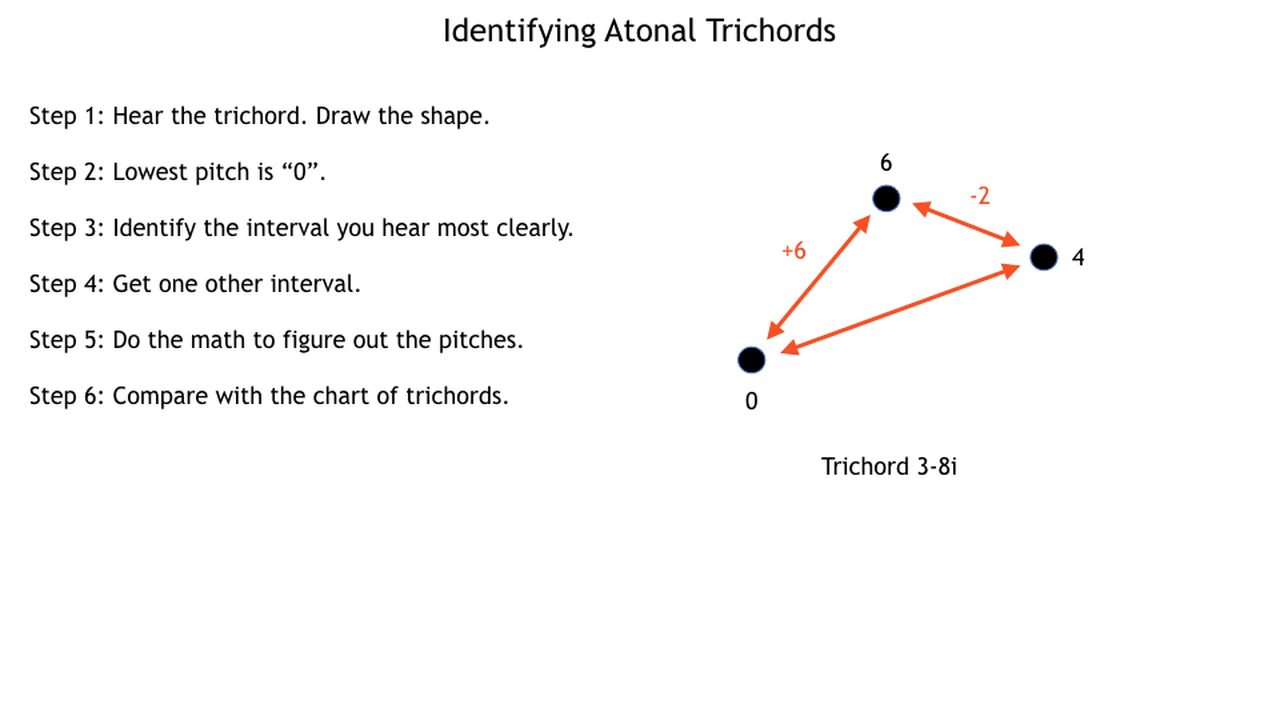 Identifying Atonal Trichords
Step 1: Hear the trichord. Draw the shape.
Step 2: Lowest pitch is “0”.
Step 3: Identify the interval you hear most clearly.
Step 4: Get one other interval.
Step 5: Do the math to figure out the pitches.
Step 6: Compare with the chart of trichords.
6
-2
+6
4
0
Trichord 3-8i